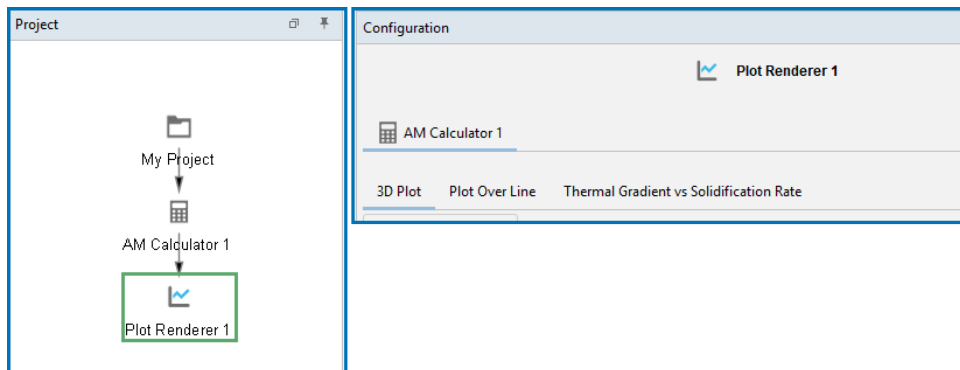 Project
My Project
AM Calculator 1
Plot Renderer 1
Configuration
Plot Renderer 1
AM Calculator 1
3D Plot Plot Over Line Thermal Gradient vs Solidification Rate